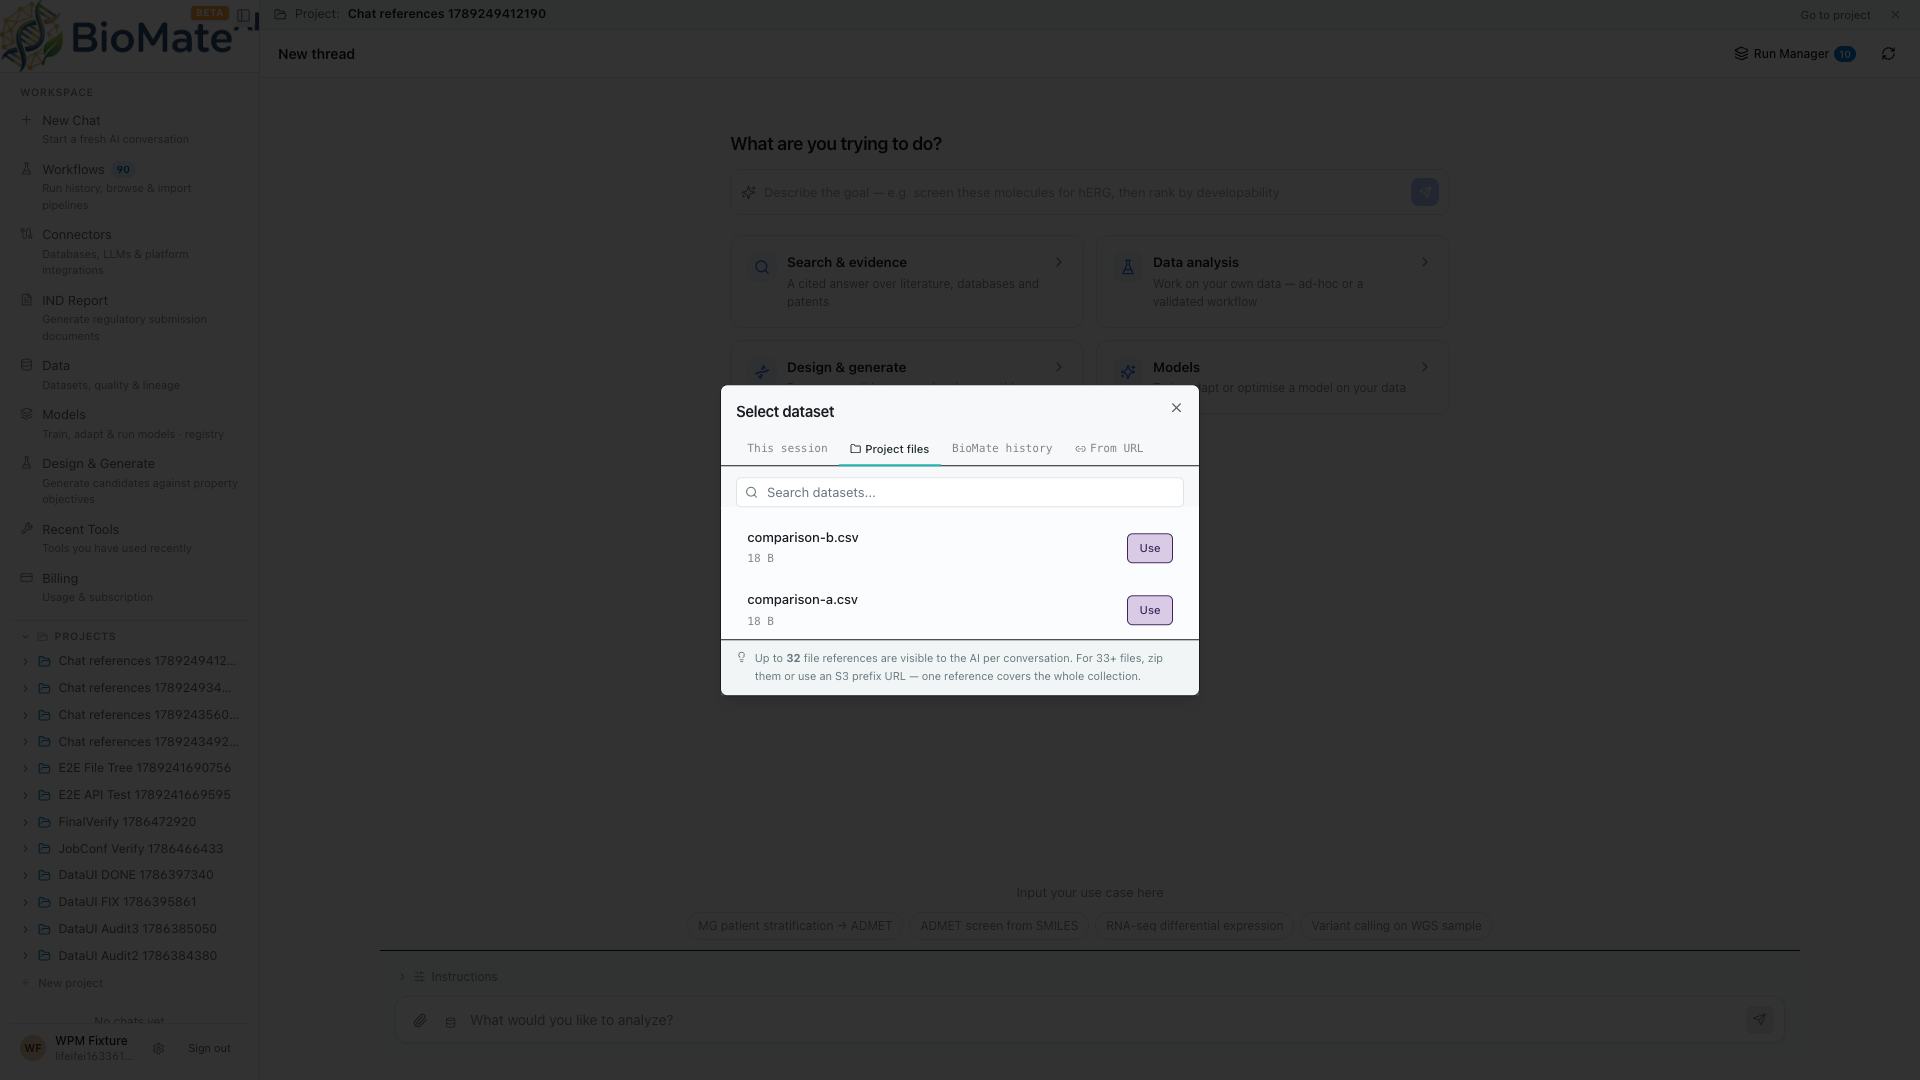 BioMate
BETA
WORKSPACE
New Chat
Start a fresh AI conversation
Workflows 90
Run history, browse & import
pipelines
Connectors
Databases, LLMs & platform
integrations
IND Report
Generate regulatory submission
documents
Data
Datasets, quality & lineage
Models
Train, adapt & run models · registry
Design & Generate
Generate candidates against property
objectives
Recent Tools
Tools you have used recently
Billing
Usage & subscription
PROJECTS
Chat references 1789249412...
Chat references 178924934...
Chat references 1789243560...
Chat references 1789243492...
E2E File Tree 1789241690756
E2E API Test 1789241669595
FinalVerify 1786472920
JobConf Verify 1786466433
DataUI DONE 1786397340
DataUI FIX 1786395861
DataUI Audit3 1786385050
DataUI Audit2 1786384380
New project
No chats yet
WF
WPM Fixture
lifeifei163361...
Sign out
Project: Chat references 1789249412190
Go to project
New thread
Run Manager 10
What are you trying to do?
Describe the goal — e.g. screen these molecules for hERG, then rank by developability
Search & evidence
A cited answer over literature, databases and
patents
Data analysis
Work on your own data — ad-hoc or a
validated workflow
Design & generate
Models
adapt or optimise a model on your data
Select dataset
This session
Project files
BioMate history
From URL
Search datasets...
comparison-b.csv
18 B
Use
comparison-a.csv
18 B
Use
Up to 32 file references are visible to the AI per conversation. For 33+ files, zip
them or use an S3 prefix URL — one reference covers the whole collection.
Input your use case here
MG patient stratification → ADMET
ADMET screen from SMILES
RNA-seq differential expression
Variant calling on WGS sample
Instructions
What would you like to analyze?